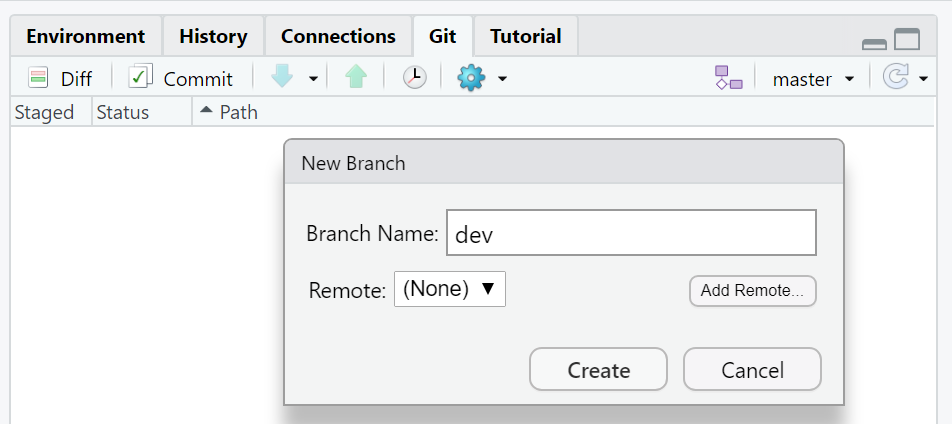 Environment History Connections Git Tutorial
Diff Commit master
Staged Status Path
New Branch
Branch Name: dev
Remote: (None) Add Remote...
Create Cancel